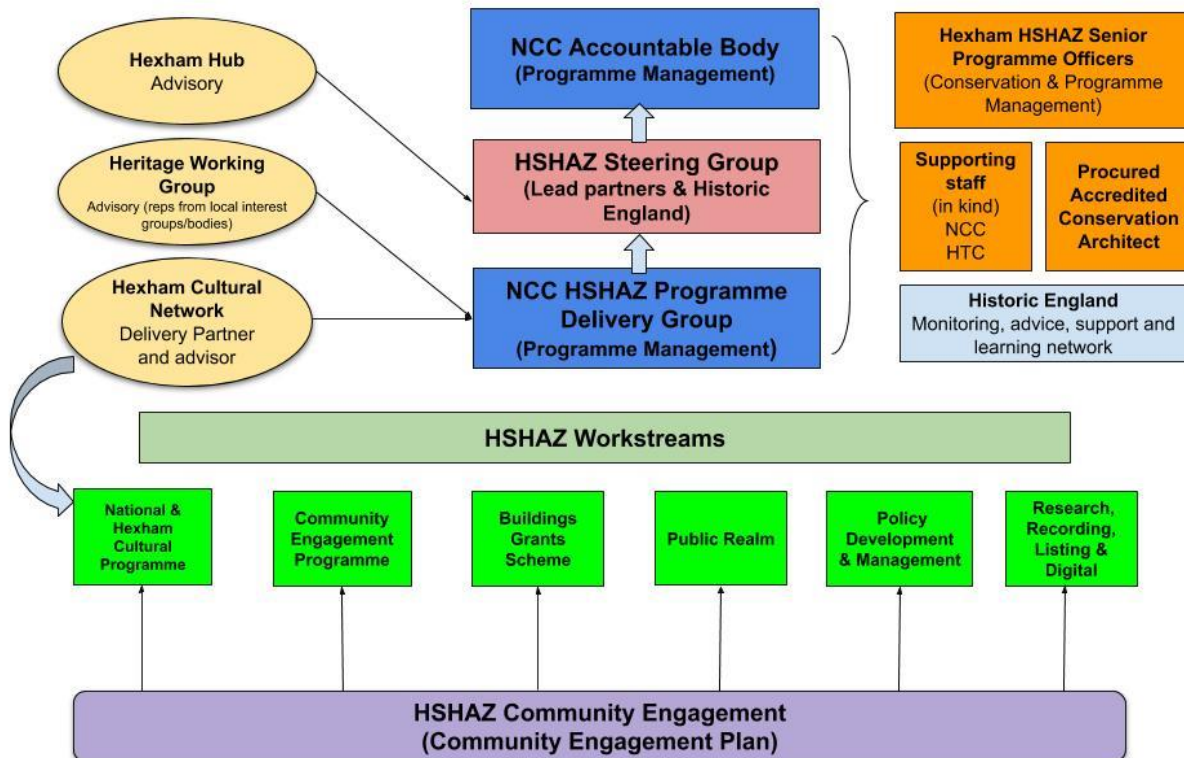 Hexham Hub
Advisory
Heritage Working
Group
Advisory (reps from local interest
groups/bodies)
Hexham Cultural
Network
Delivery Partner
and advisor
NCC Accountable Body
(Programme Management)
HSHAZ Steering Group
(Lead partners & Historic
England)
NCC HSHAZ Programme
Delivery Group
(Programme Management)
Hexham HSHAZ Senior
Programme Officers
(Conservation & Programme
Management)
Supporting
staff
(in kind)
NCC
HTC
Procured
Accredited
Conservation
Architect
Historic England
Monitoring, advice, support and
learning network
HSHAZ Workstreams
National &
Hexham
Cultural
Programme
Community
Engagement
Programme
Buildings
Grants
Scheme
Public Realm
Policy
Development
& Management
Research,
Recording,
Listing &
Digital
HSHAZ Community Engagement
(Community Engagement Plan)